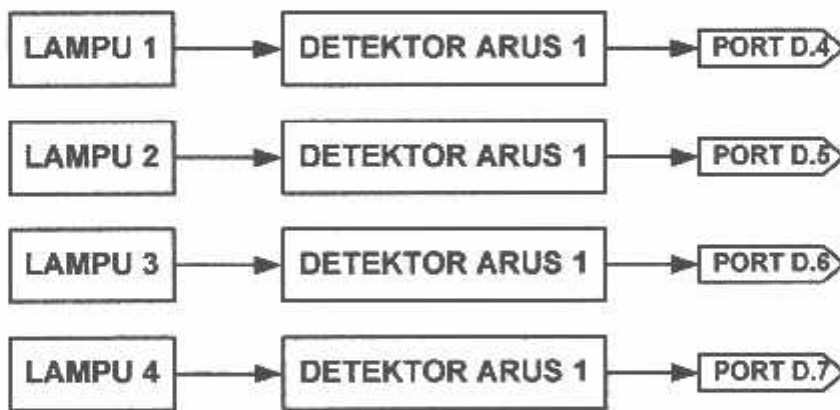 LAMPU 1 DETEKTOR ARUS 1 PORT D.4
LAMPU 2 DETEKTOR ARUS 1 PORT D.5
LAMPU 3 DETEKTOR ARUS 1 PORT D.6
LAMPU 4 DETEKTOR ARUS 1 PORT D.7